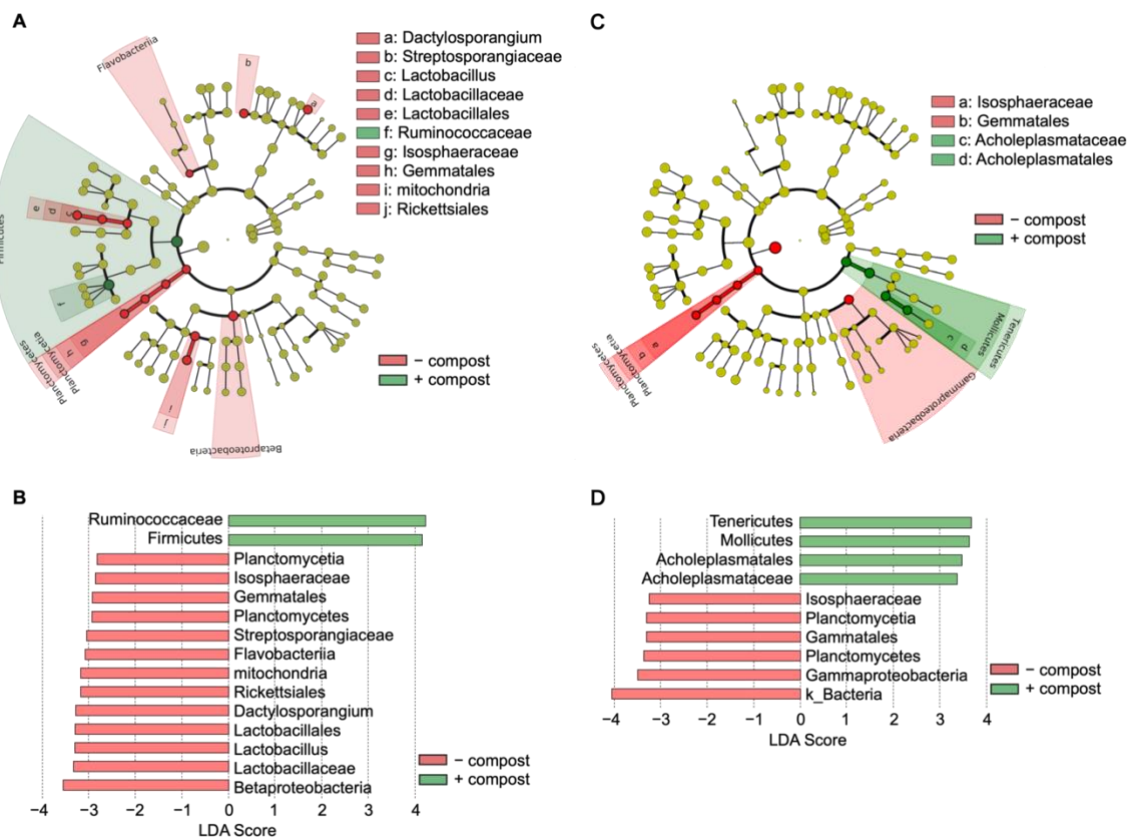 A
Flavobacteriia
b
a
a: Dactylosporangium
b: Streptosporangiaceae
c: Lactobacillus
d: Lactobacillaceae
e: Lactobacillales
f: Ruminococcaceae
g: Isosphaeraceae
h: Gemmatales
i: mitochondria
j: Rickettsiales
e
d
c
Firmicutes
f
g
h
Planctomycetia
Planctomycetes
i
j
Betaproteobacteria
− compost
+ compost
C
a: Isosphaeraceae
b: Gemmatales
c: Acholeplasmataceae
d: Acholeplasmatales
− compost
+ compost
a
b
Planctomycetia
Planctomycetes
c
d
Mollicutes
Tenericutes
Gammaproteobacteria
B
Ruminococcaceae
Firmicutes
Planctomycetia
Isosphaeraceae
Gemmatales
Planctomycetes
Streptosporangiaceae
Flavobacteriia
mitochondria
Rickettsiales
Dactylosporangium
Lactobacillales
Lactobacillus
Lactobacillaceae
Betaproteobacteria
− compost
+ compost
−4 −3 −2 −1 0 1 2 3 4
LDA Score
D
Tenericutes
Mollicutes
Acholeplasmatales
Acholeplasmataceae
Isosphaeraceae
Planctomycetia
Gammatales
Planctomycetes
Gammaproteobacteria
k_Bacteria
− compost
+ compost
−4 −3 −2 −1 0 1 2 3 4
LDA Score